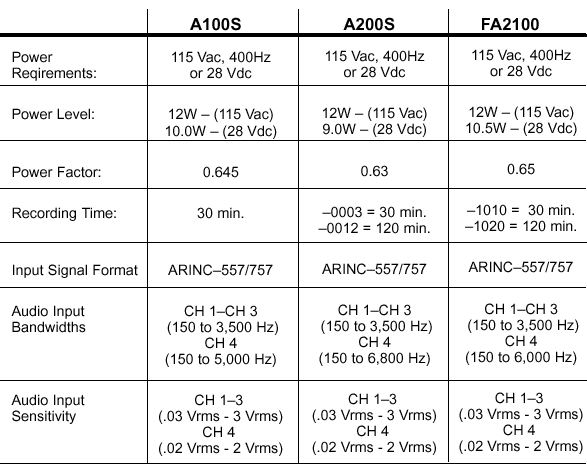 A100S A200S FA2100
Power Reqirements: 115 Vac, 400Hz or 28 Vdc 115 Vac, 400Hz or 28 Vdc 115 Vac, 400Hz or 28 Vdc
Power Level: 12W – (115 Vac) 10.0W – (28 Vdc) 12W – (115 Vac) 9.0W – (28 Vdc) 12W – (115 Vac) 10.5W – (28 Vdc)
Power Factor: 0.645 0.63 0.65
Recording Time: 30 min. –0003 = 30 min. –0012 = 120 min. –1010 = 30 min. –1020 = 120 min.
Input Signal Format ARINC–557/757 ARINC–557/757 ARINC–557/757
Audio Input Bandwidths CH 1–CH 3 (150 to 3,500 Hz) CH 4 (150 to 5,000 Hz) CH 1–CH 3 (150 to 3,500 Hz) CH 4 (150 to 6,800 Hz) CH 1–CH 3 (150 to 3,500 Hz) CH 4 (150 to 6,000 Hz)
Audio Input Sensitivity CH 1–3 (.03 Vrms - 3 Vrms) CH 4 (.02 Vrms - 2 Vrms) CH 1–3 (.03 Vrms - 3 Vrms) CH 4 (.02 Vrms - 2 Vrms) CH 1–3 (.03 Vrms - 3 Vrms) CH 4 (.02 Vrms - 2 Vrms)